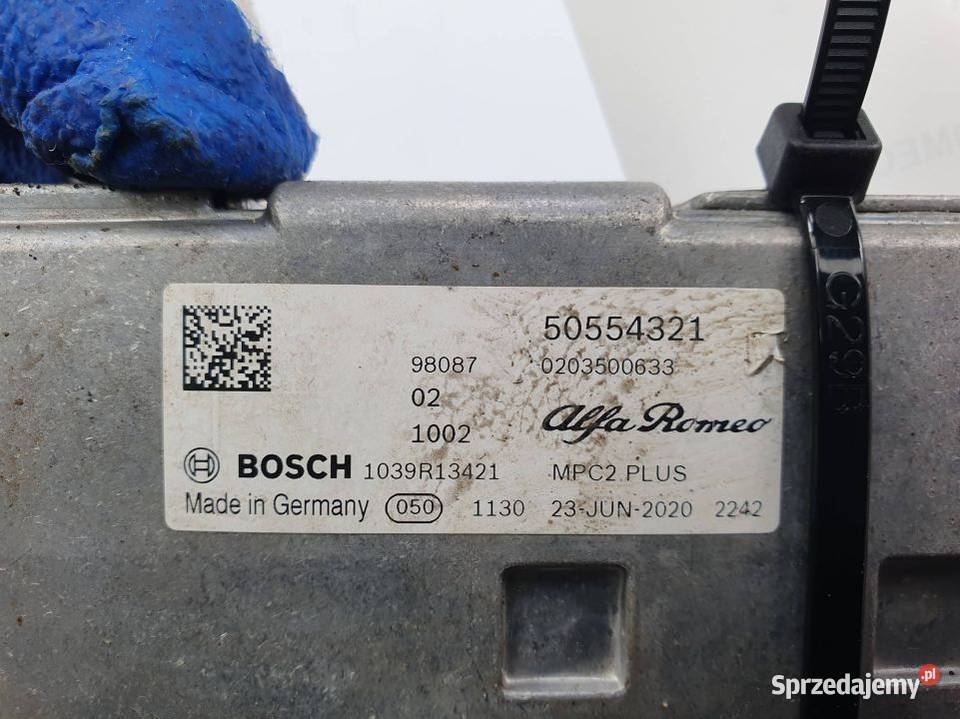 50554321
98087 0203500633
02
1002 Alfa Romeo
BOSCH 1039R13421 MPC2 PLUS
Made in Germany 050 1130 23-JUN-2020 2242
Sprzedajemy.pl